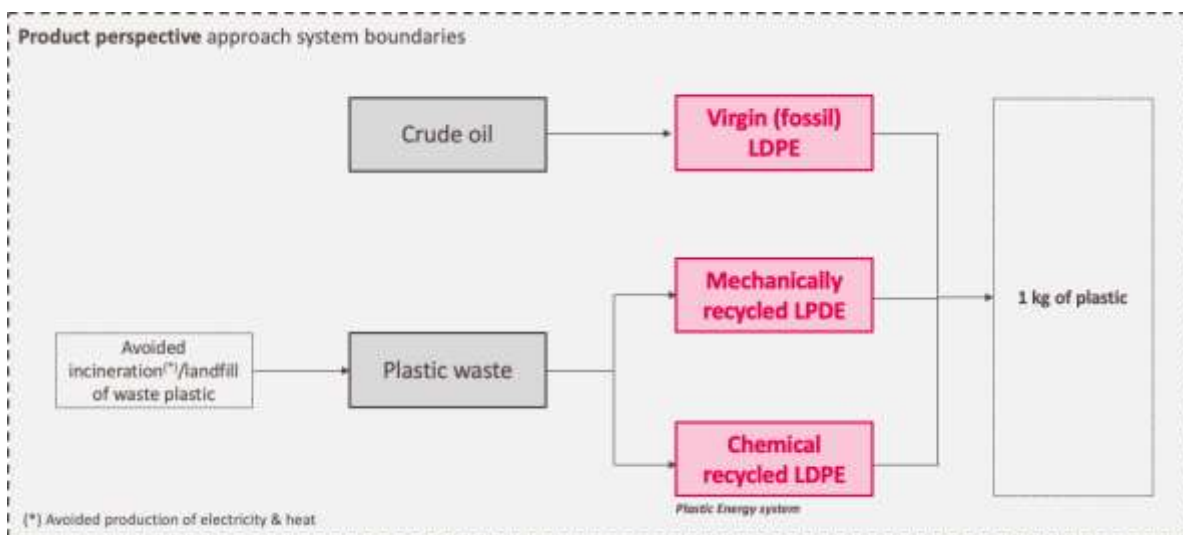 Product perspective approach system boundaries
Crude oil
Virgin (fossil)
LDPE
Mechanically
recycled LPDE
1 kg of plastic
Avoided
incineration(*)/landfill
of waste plastic
Plastic waste
Chemical
recycled LDPE
Plastic Energy system
(*) Avoided production of electricity & heat